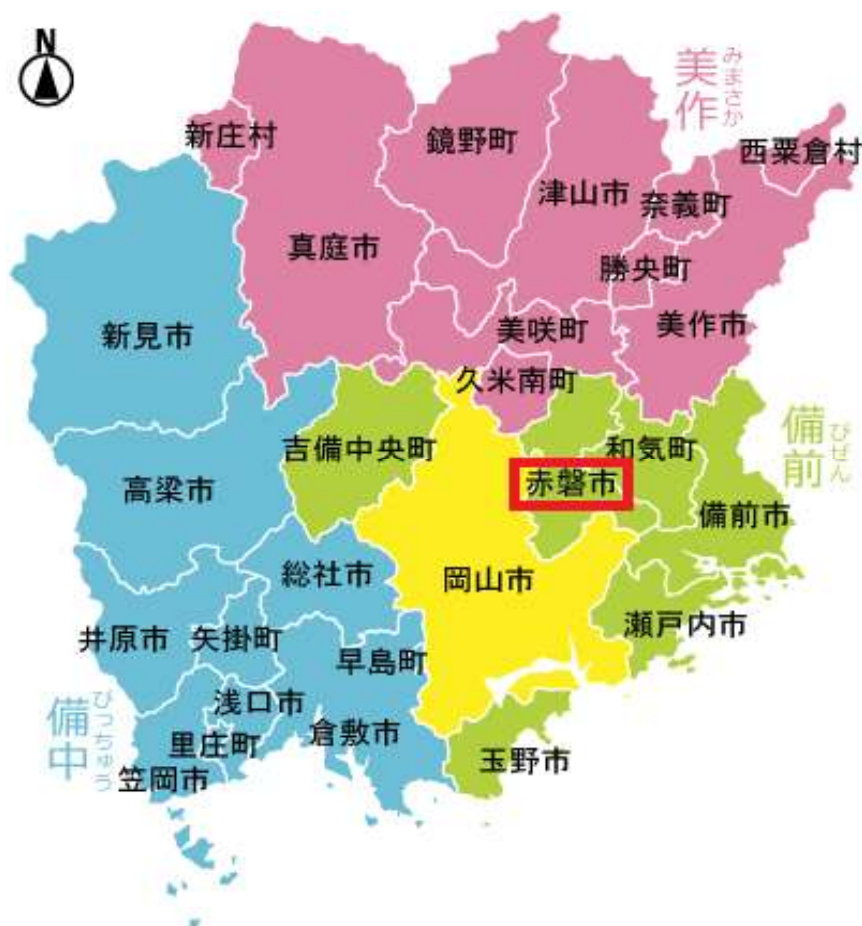 N
美作
みまさか
新庄村
鏡野町
西粟倉村
津山市
奈義町
真庭市
勝央町
美咲町
美作市
新見市
久米南町
備前
びぜん
吉備中央町
和気町
高梁市
赤磐市
備前市
総社市
岡山市
瀬戸内市
井原市
矢掛町
早島町
浅口市
備中
びっちゅう
里庄町
倉敷市
笠岡市
玉野市